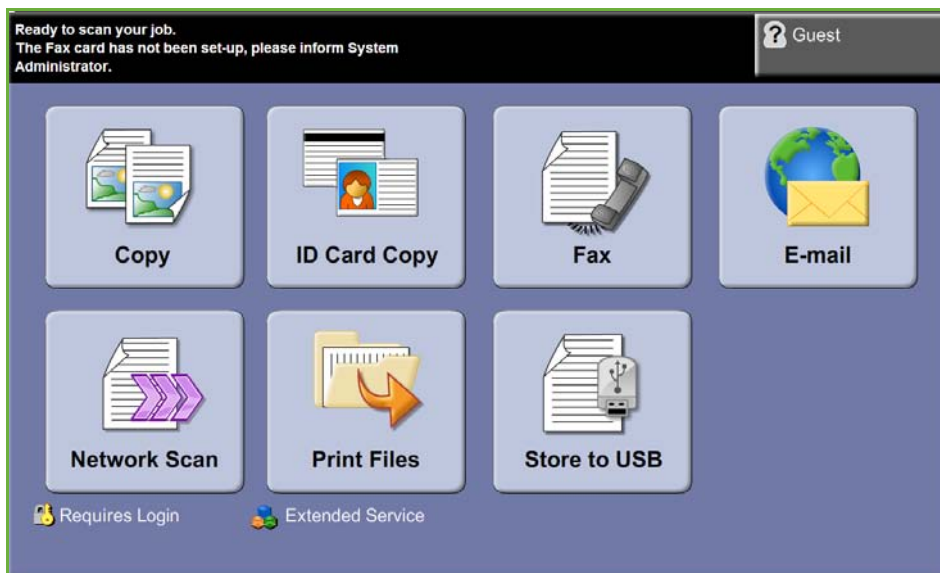 Ready to scan your job.
The Fax card has not been set-up, please inform System
Administrator.
Guest
Copy
ID Card Copy
Fax
E-mail
Network Scan
Print Files
Store to USB
Requires Login
Extended Service